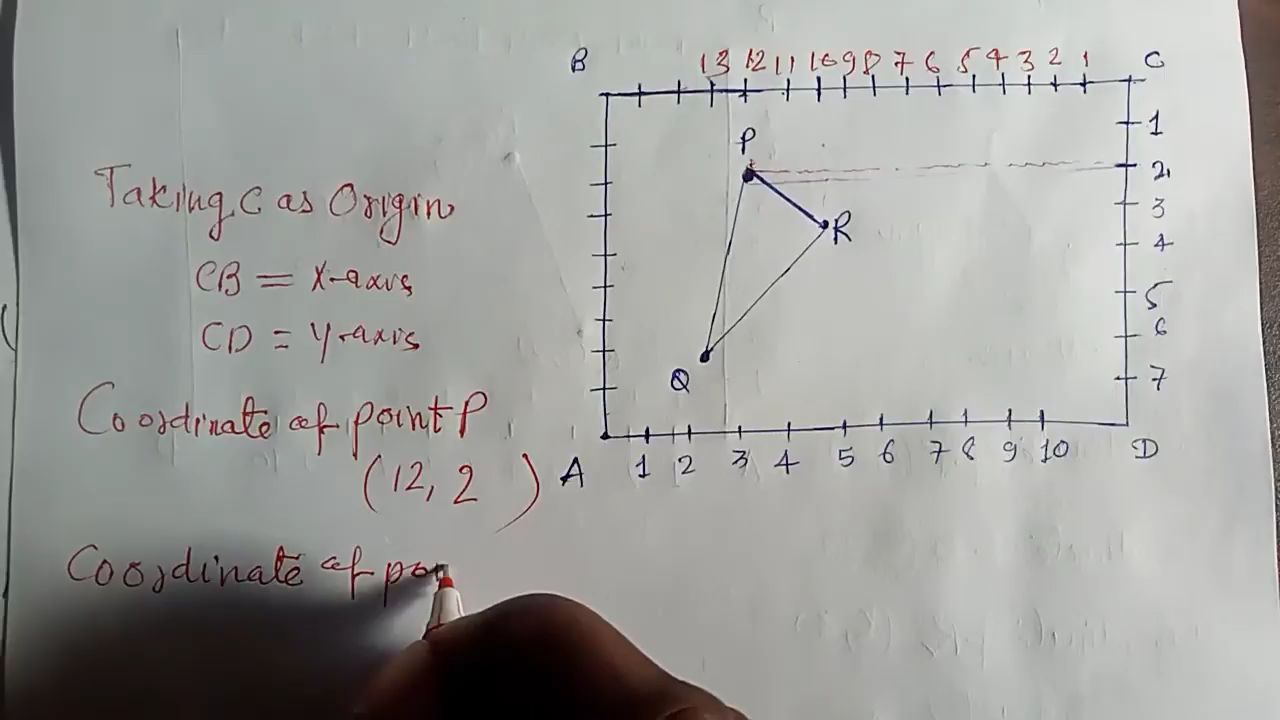 B 13 12 11 10 9 8 7 6 5 4 3 2 1 C
1
P
2
Taking C as Origin
3
R
4
CB = X-axis
5
CD = Y-axis
6
Q
7
Coordinate of point P
A 1 2 3 4 5 6 7 8 9 10 D
(12, 2 )
Coordinate of po